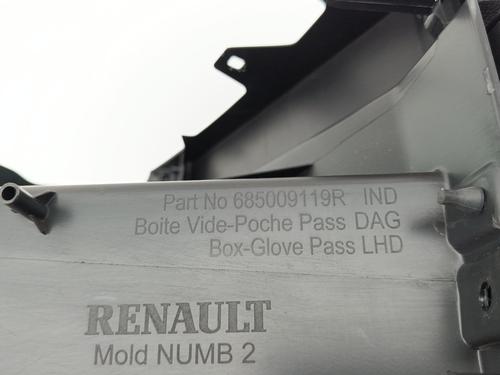 Part No 685009119R IND
Boite Vide-Poche Pass DAG
Box-Glove Pass LHD
RENAULT
Mold NUMB 2